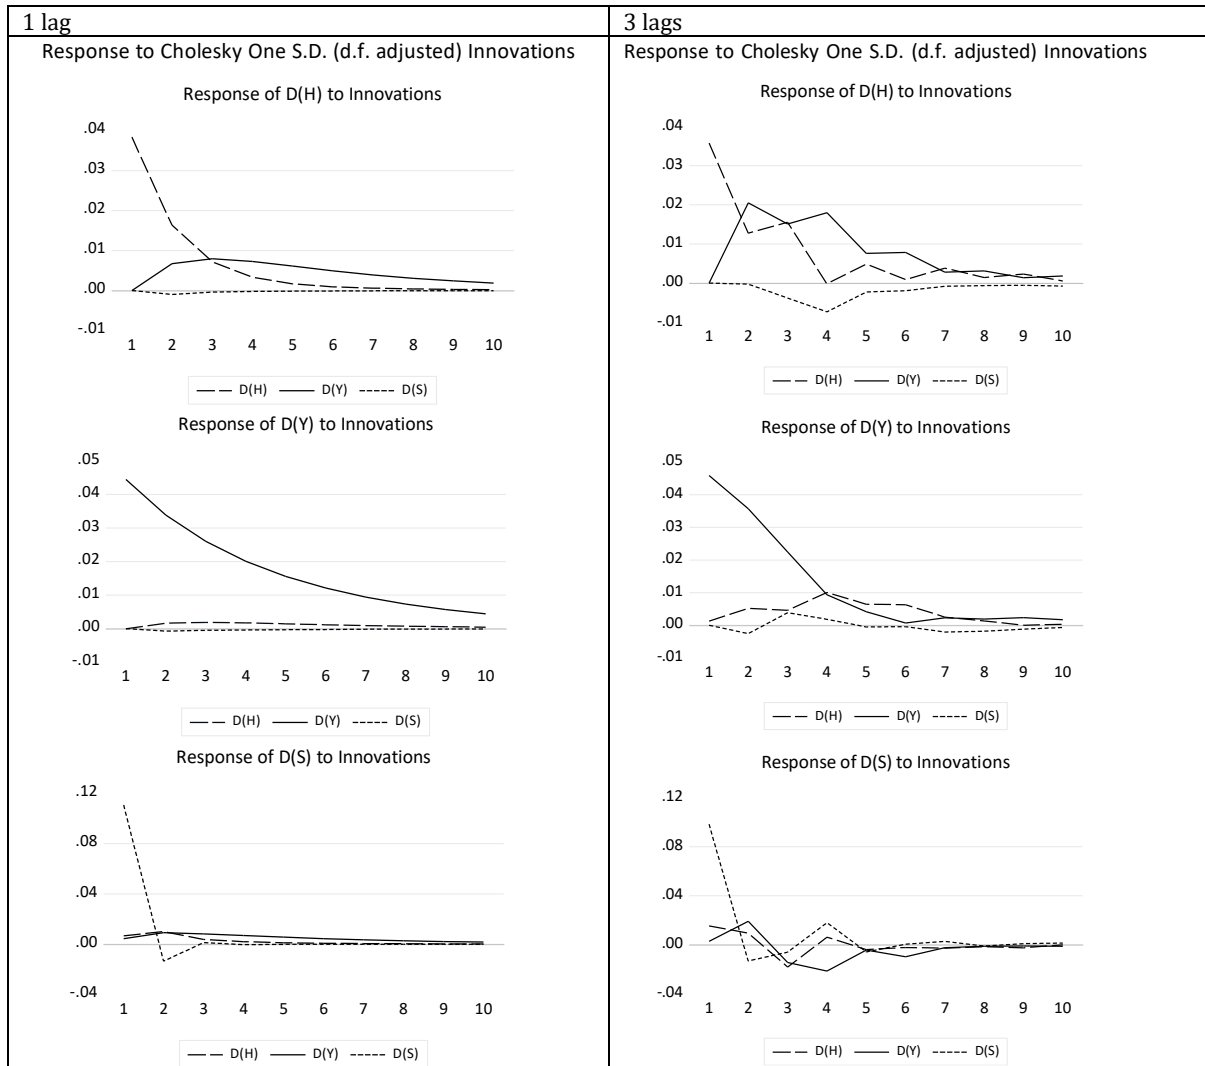 1 lag
Response to Cholesky One S.D. (d.f. adjusted) Innovations
Response of D(H) to Innovations
.04
.03
.02
.01
.00
-.01
1 2 3 4 5 6 7 8 9 10
D(H) D(Y) D(S)
Response of D(Y) to Innovations
.05
.04
.03
.02
.01
.00
-.01
1 2 3 4 5 6 7 8 9 10
D(H) D(Y) D(S)
Response of D(S) to Innovations
.12
.08
.04
.00
-.04
1 2 3 4 5 6 7 8 9 10
D(H) D(Y) D(S)
3 lags
Response to Cholesky One S.D. (d.f. adjusted) Innovations
Response of D(H) to Innovations
.04
.03
.02
.01
.00
-.01
1 2 3 4 5 6 7 8 9 10
D(H) D(Y) D(S)
Response of D(Y) to Innovations
.05
.04
.03
.02
.01
.00
-.01
1 2 3 4 5 6 7 8 9 10
D(H) D(Y) D(S)
Response of D(S) to Innovations
.12
.08
.04
.00
-.04
1 2 3 4 5 6 7 8 9 10
D(H) D(Y) D(S)